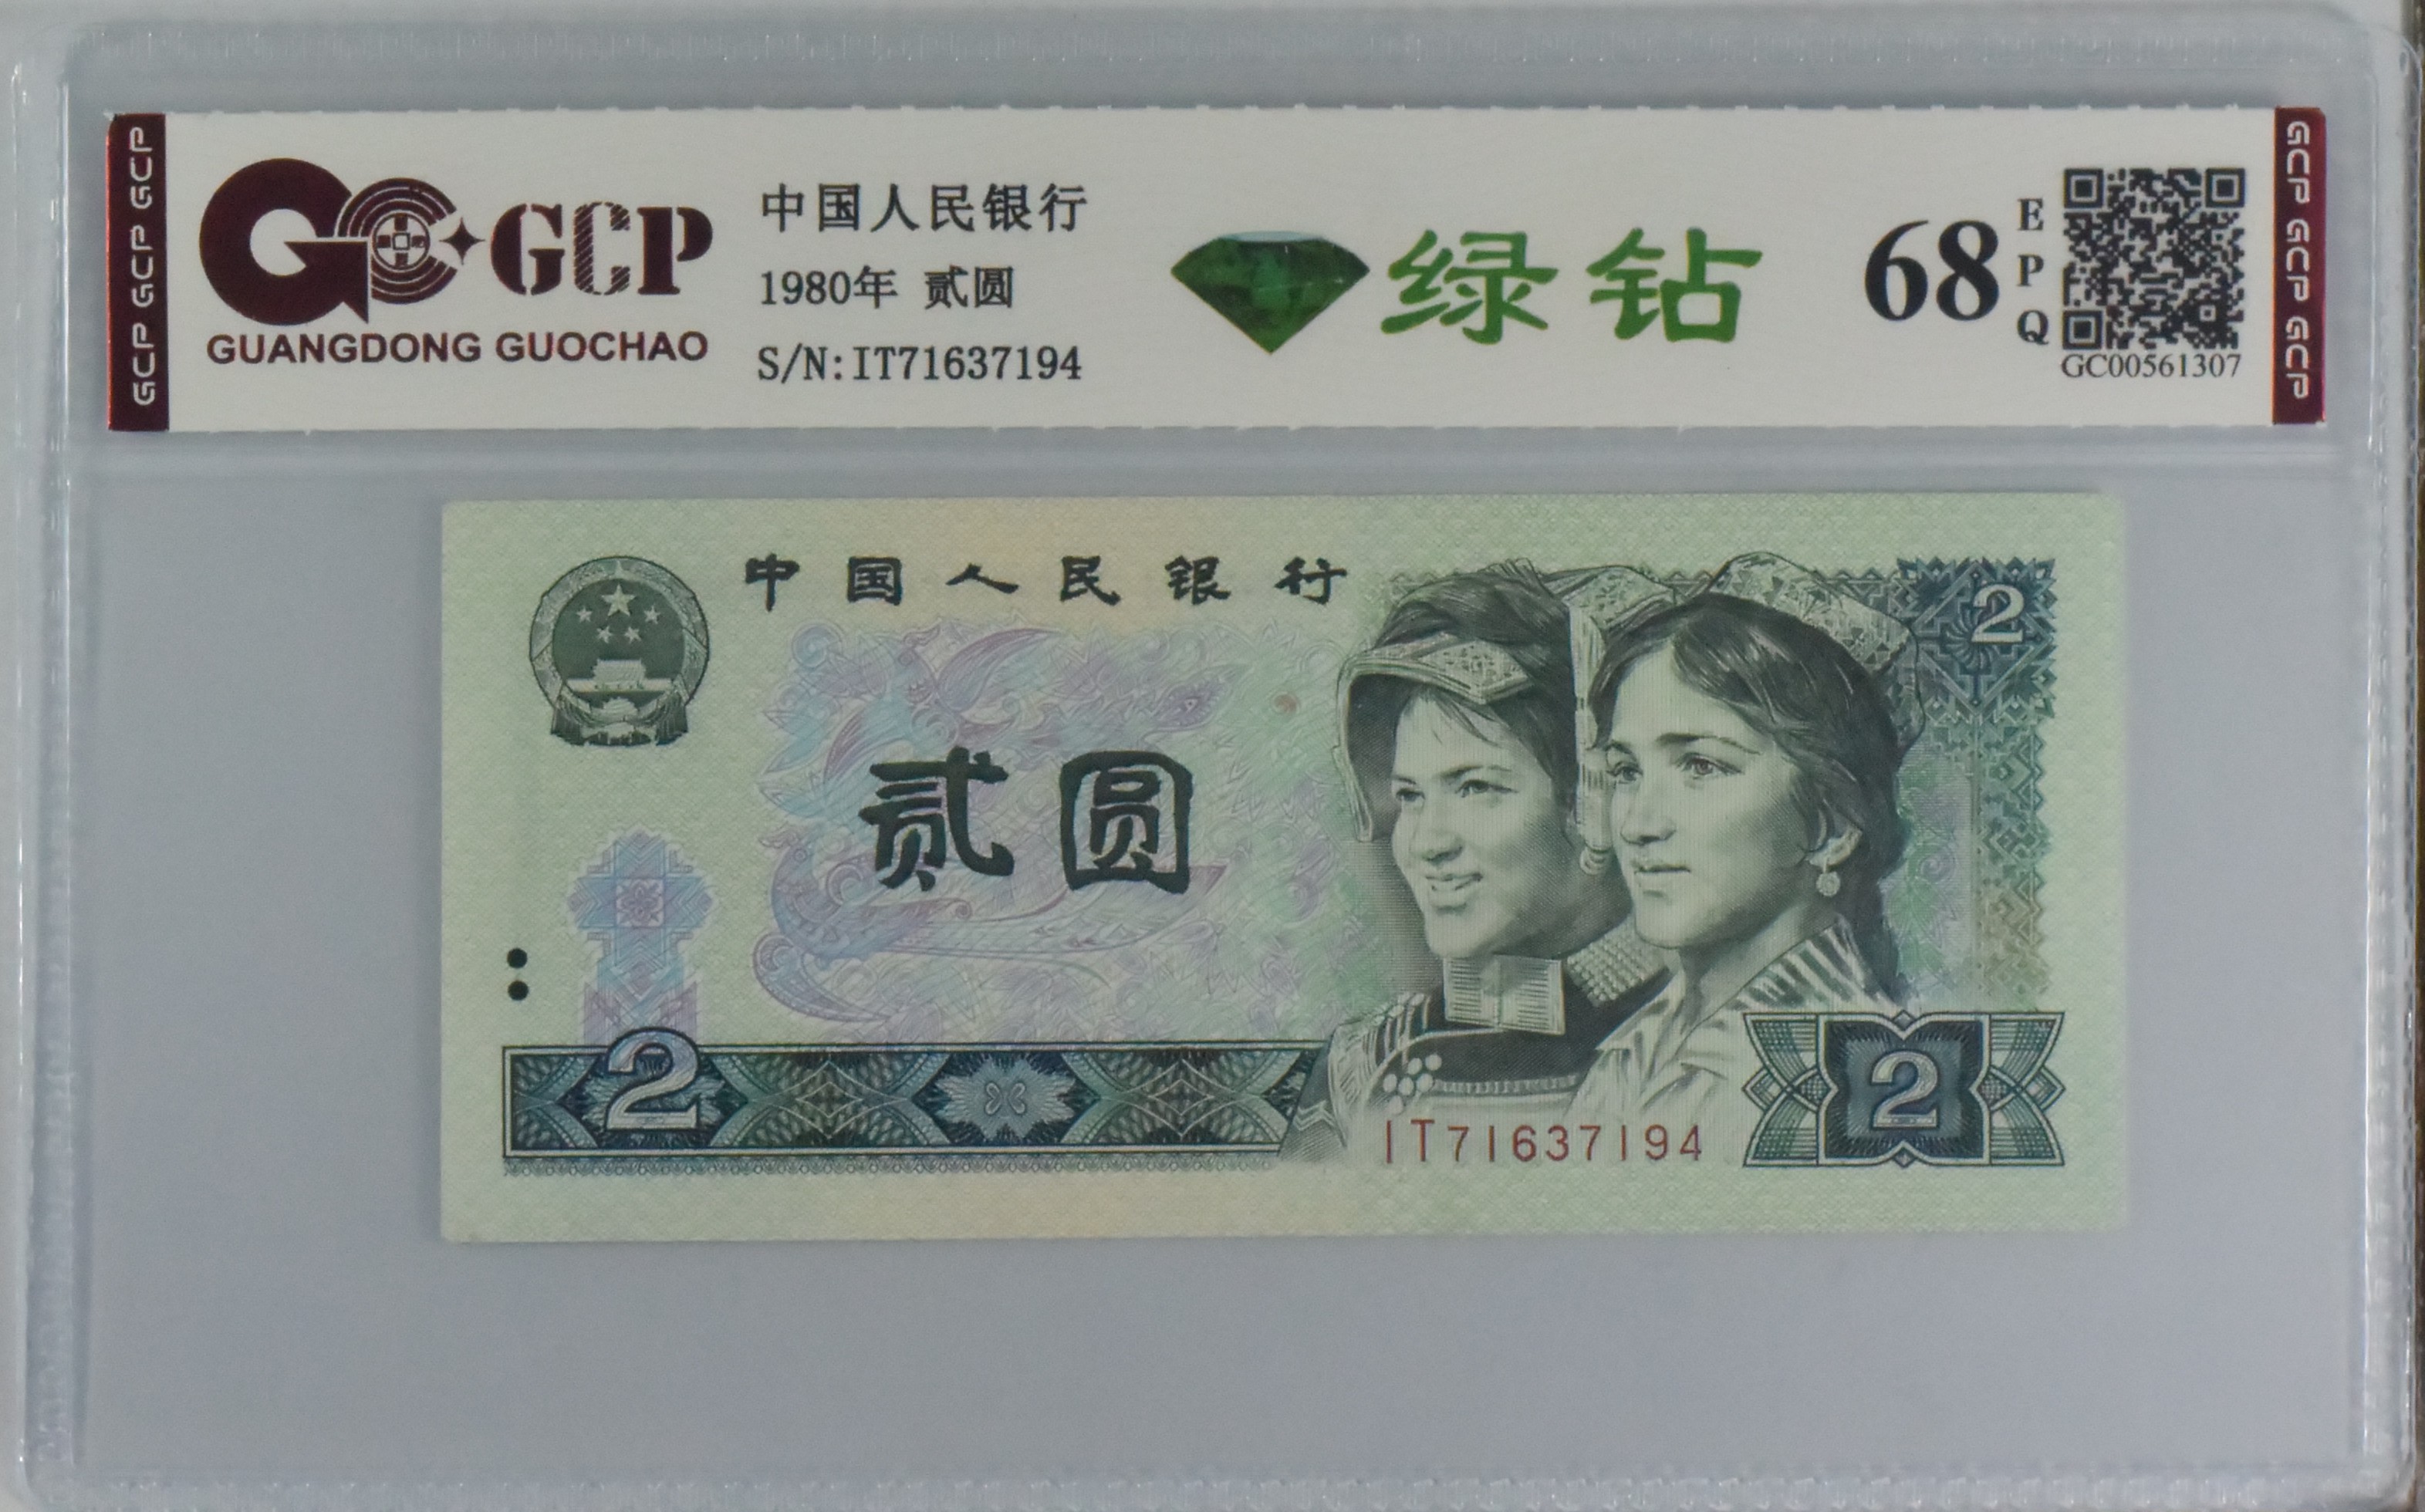 GCP GCP GCP
GCP
GUANGDONG GUOCHAO
中国人民银行
1980年 贰圆
S/N:IT71637194
绿钻
68
E
P
Q
GC00561307
GCP GCP GCP
中国人民银行
2
贰圆
2
2
IT71637194